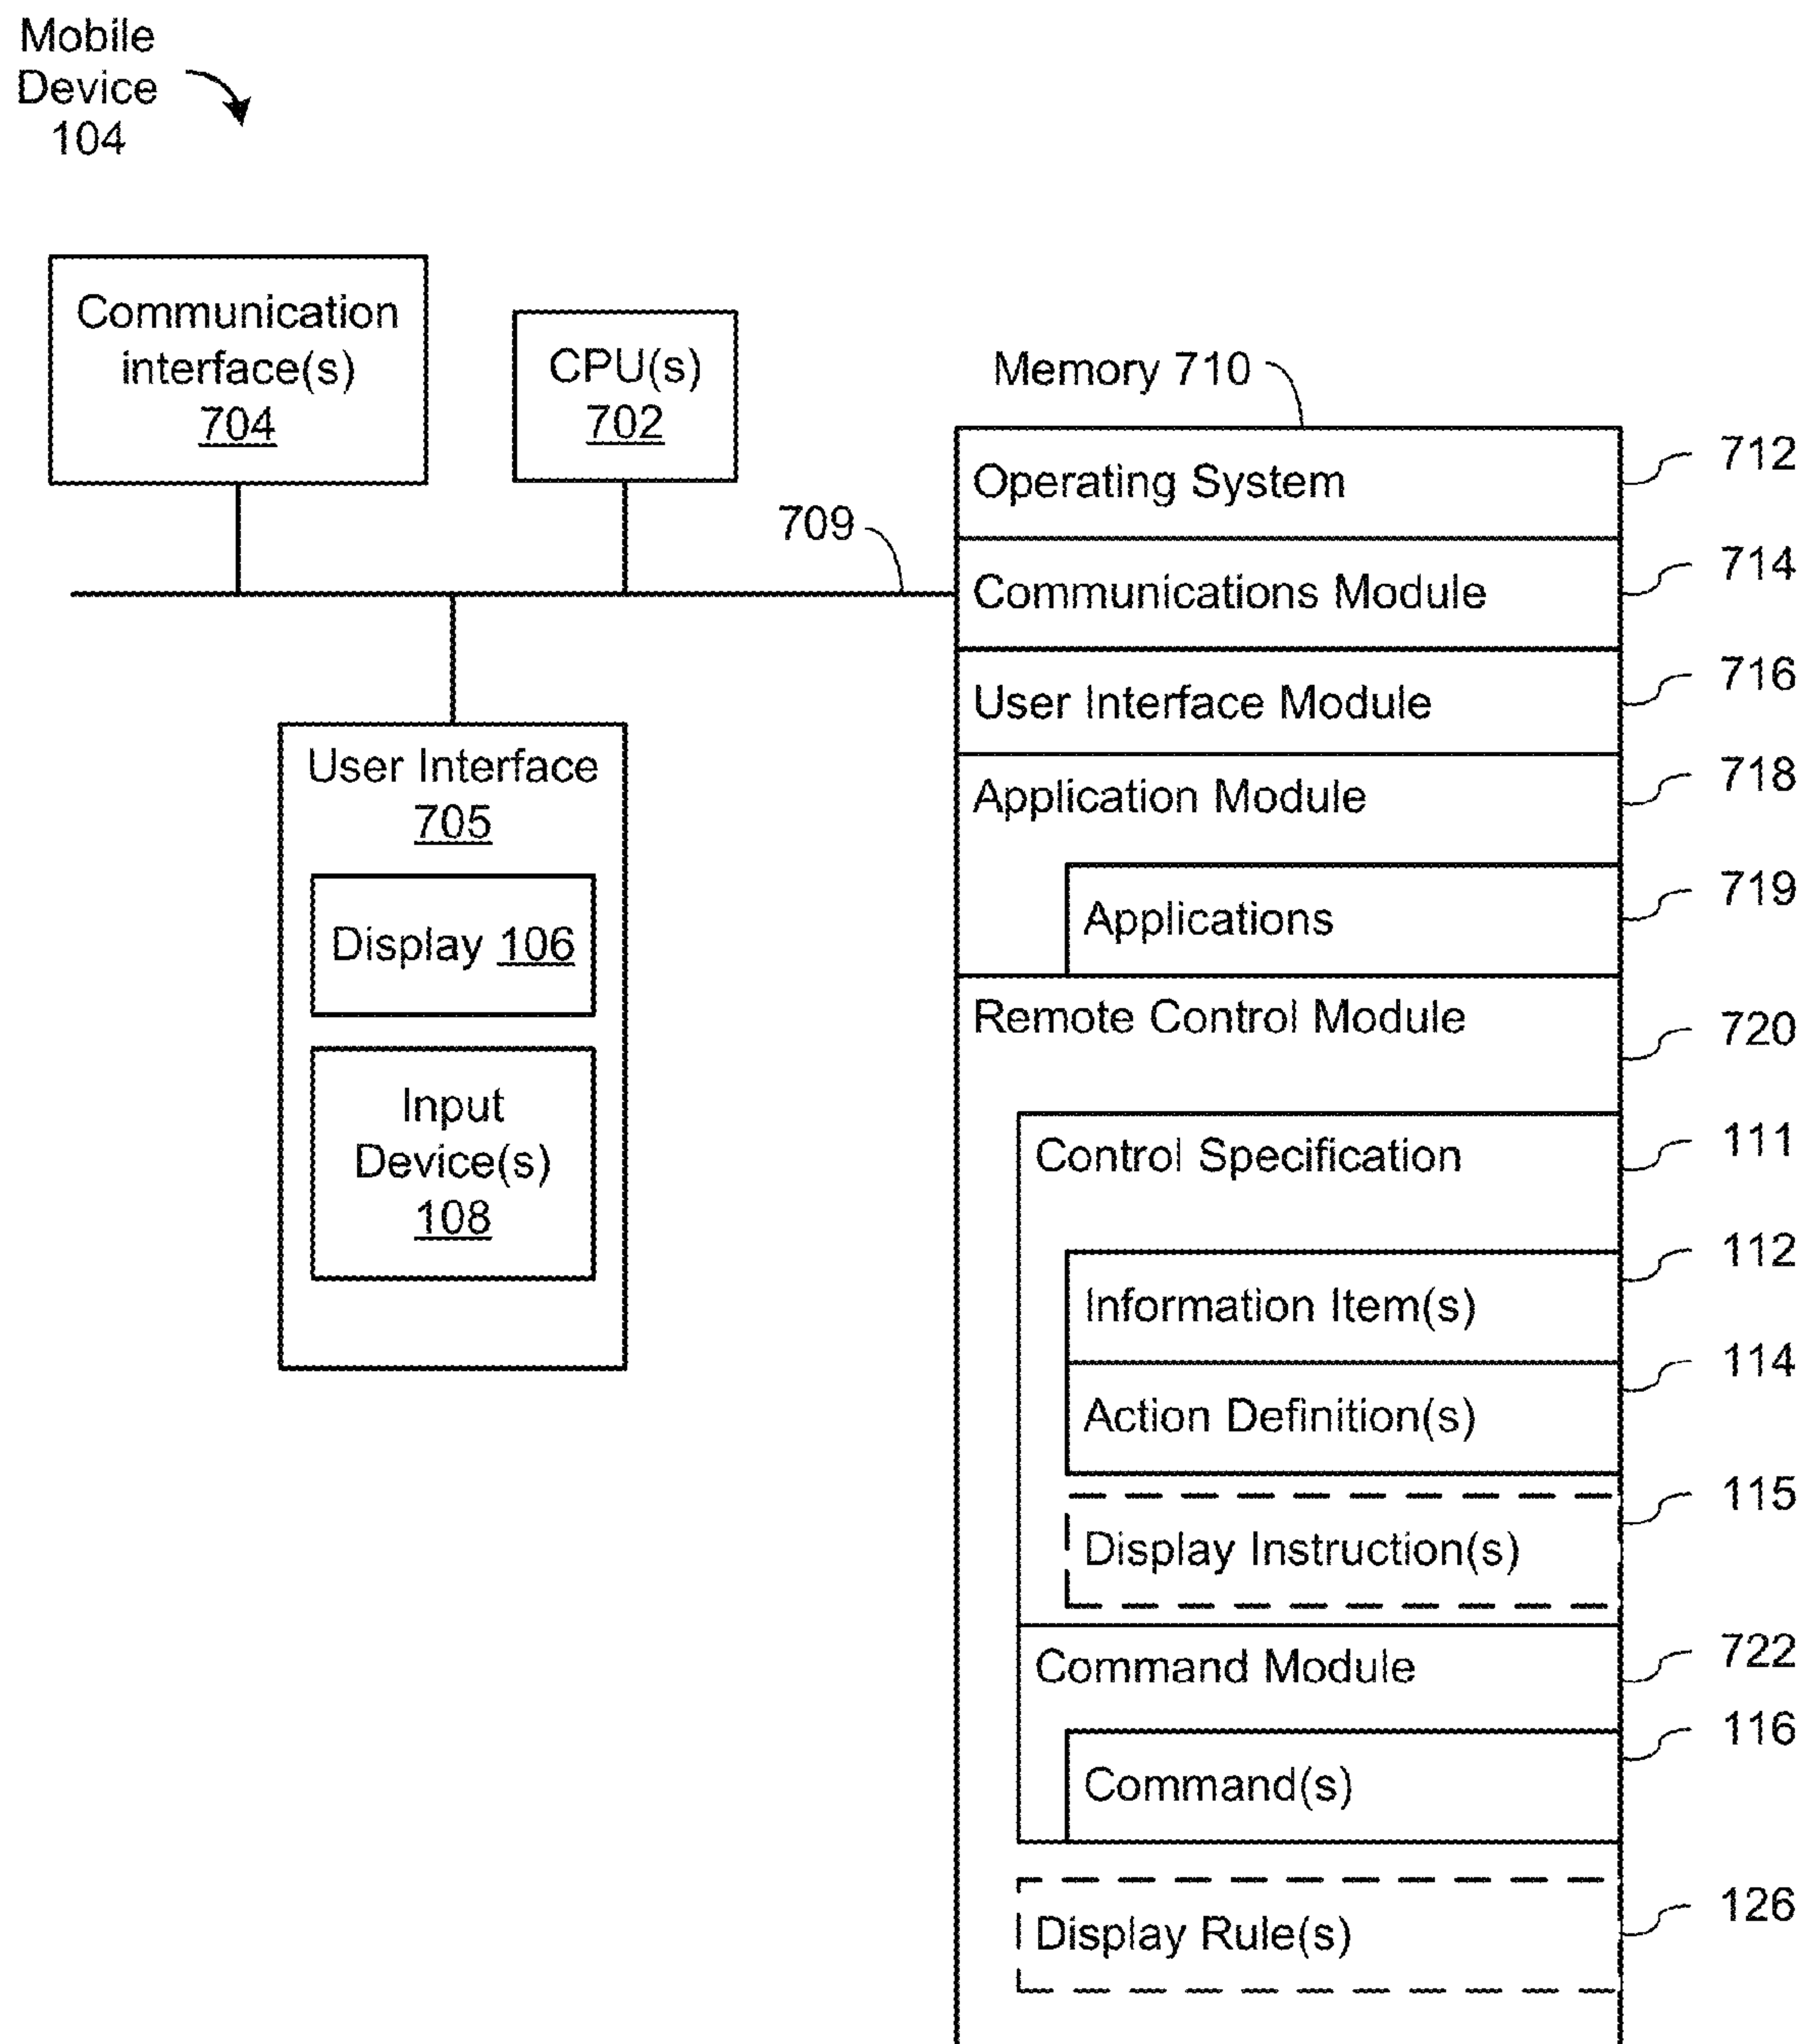 Mobile
Device
104
Communication
interface(s)
704
CPU(s)
702
Memory 710
709
Operating System
712
Communications Module
714
User Interface Module
716
Application Module
718
Applications
719
User Interface
705
Display 106
Input
Device(s)
108
Remote Control Module
720
Control Specification
111
Information Item(s)
112
Action Definition(s)
114
Display Instruction(s)
115
Command Module
722
Command(s)
116
Display Rule(s)
126